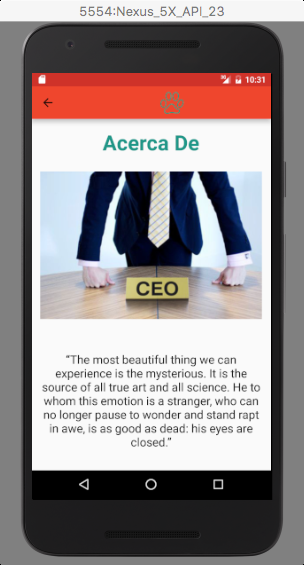 5554:Nexus_5X_API_23
10:31
Acerca De
CEO
“The most beautiful thing we can
experience is the mysterious. It is the
source of all true art and all science. He to
whom this emotion is a stranger, who can
no longer pause to wonder and stand rapt
in awe, is as good as dead: his eyes are
closed.”